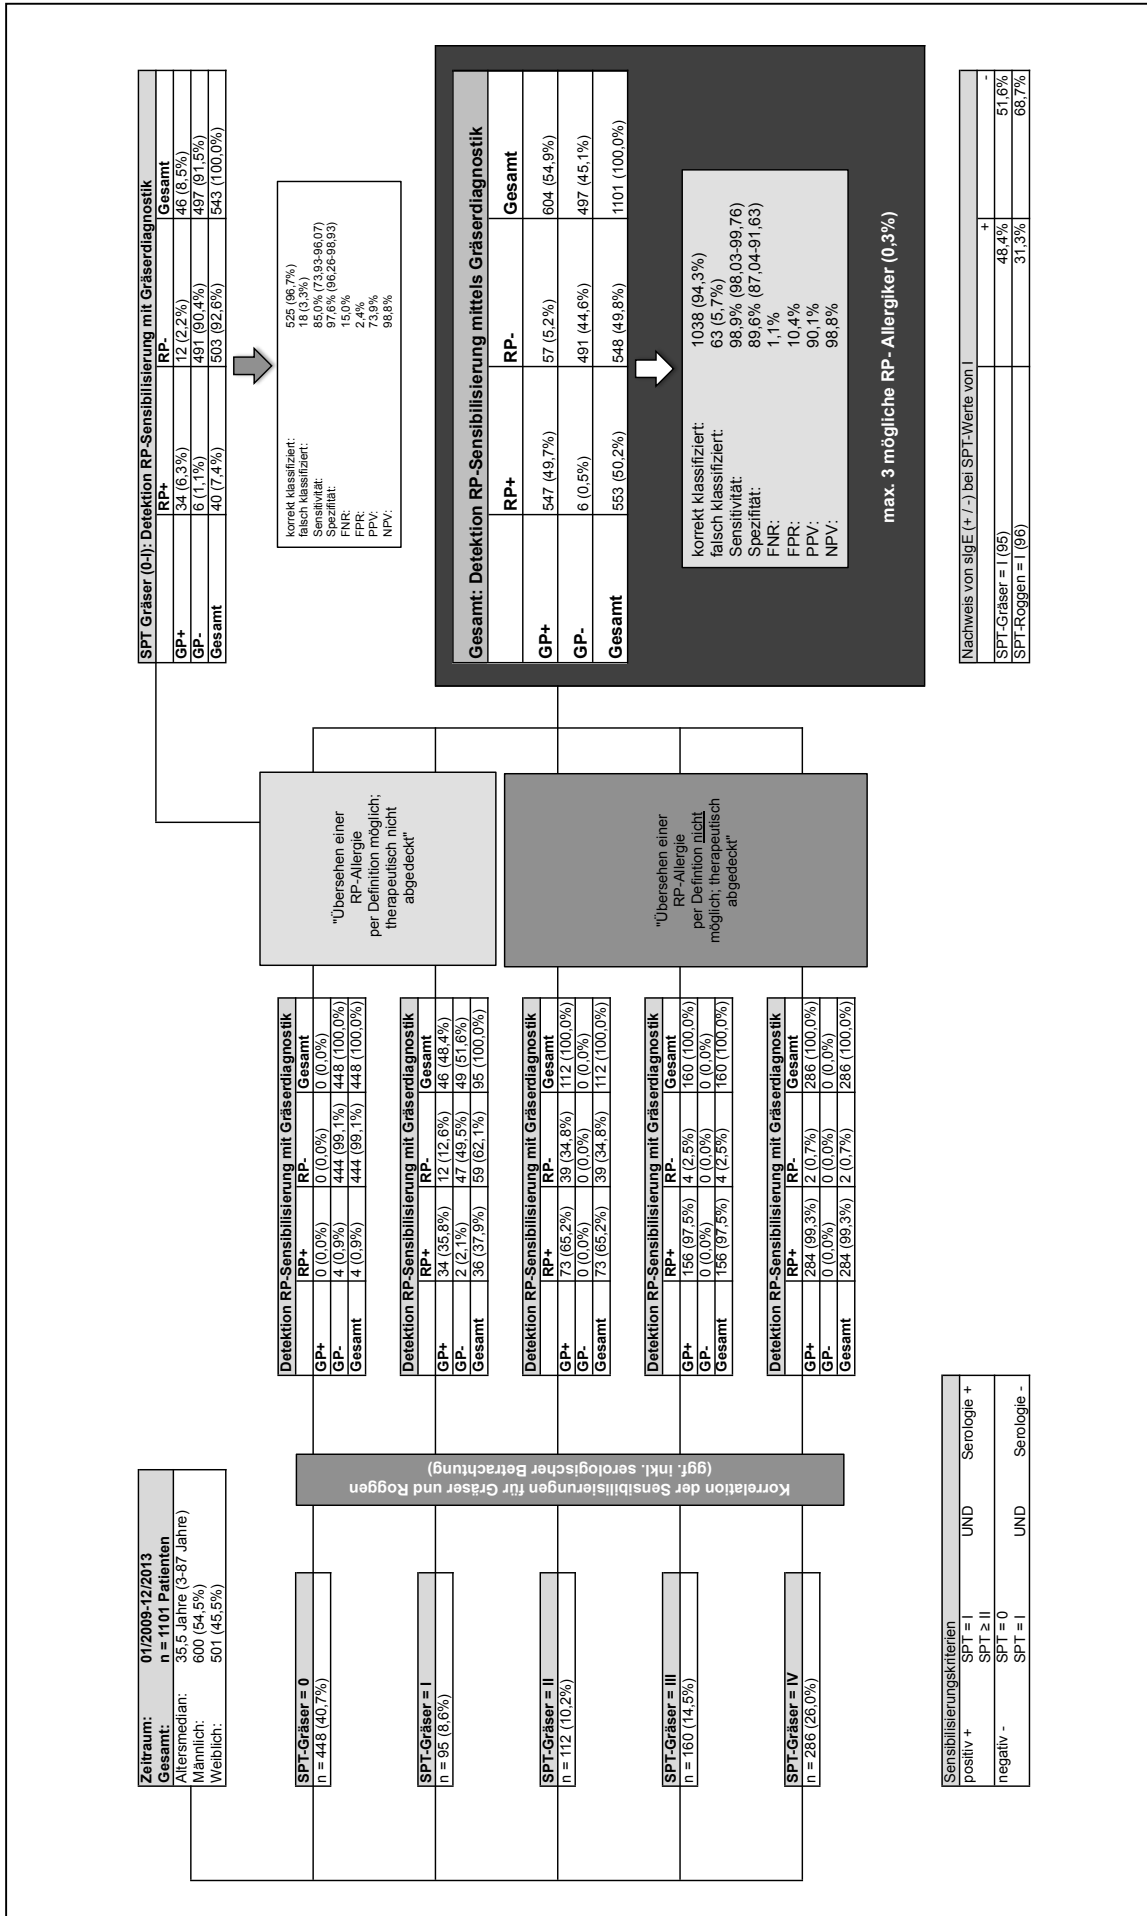 Zeitraum: 01/2009-12/2013
Gesamt: n = 1101 Patienten
Altersmedian: 35,5 Jahre (3-87 Jahre)
Männlich: 600 (54,5%)
Weiblich: 501 (45,5%)
SPT-Gräser = 0
n = 448 (40,7%)
SPT-Gräser = I
n = 95 (8,6%)
SPT-Gräser = II
n = 112 (10,2%)
SPT-Gräser = III
n = 160 (14,5%)
SPT-Gräser = IV
n = 286 (26,0%)
Sensibilisierungskriterien
positiv + SPT = I UND Serologie +
SPT ≥ II
negativ - SPT = 0
SPT = I UND Serologie -
Korrelation der Sensibilisierungen für Gräser und Roggen
(ggf. inkl. serologischer Betrachtung)
Detektion RP-Sensibilisierung mit Gräserdiagnostik
RP+ RP- Gesamt
GP+ 0 (0,0%) 0 (0,0%) 0 (0,0%)
GP- 4 (0,9%) 444 (99,1%) 448 (100,0%)
Gesamt 4 (0,9%) 444 (99,1%) 448 (100,0%)
Detektion RP-Sensibilisierung mit Gräserdiagnostik
RP+ RP- Gesamt
GP+ 34 (35,8%) 12 (12,6%) 46 (48,4%)
GP- 2 (2,1%) 47 (49,5%) 49 (51,6%)
Gesamt 36 (37,9%) 59 (62,1%) 95 (100,0%)
Detektion RP-Sensibilisierung mit Gräserdiagnostik
RP+ RP- Gesamt
GP+ 73 (65,2%) 39 (34,8%) 112 (100,0%)
GP- 0 (0,0%) 0 (0,0%) 0 (0,0%)
Gesamt 73 (65,2%) 39 (34,8%) 112 (100,0%)
Detektion RP-Sensibilisierung mit Gräserdiagnostik
RP+ RP- Gesamt
GP+ 156 (97,5%) 4 (2,5%) 160 (100,0%)
GP- 0 (0,0%) 0 (0,0%) 0 (0,0%)
Gesamt 156 (97,5%) 4 (2,5%) 160 (100,0%)
Detektion RP-Sensibilisierung mit Gräserdiagnostik
RP+ RP- Gesamt
GP+ 284 (99,3%) 2 (0,7%) 286 (100,0%)
GP- 0 (0,0%) 0 (0,0%) 0 (0,0%)
Gesamt 284 (99,3%) 2 (0,7%) 286 (100,0%)
"Übersehen einer
RP-Allergie
per Definition möglich;
therapeutisch nicht
abgedeckt"
"Übersehen einer
RP-Allergie
per Defintion nicht
möglich; therapeutisch
abgedeckt"
SPT Gräser (0-I): Detektion RP-Sensibilisierung mit Gräserdiagnostik
RP+ RP- Gesamt
GP+ 34 (6,3%) 12 (2,2%) 46 (8,5%)
GP- 6 (1,1%) 491 (90,4%) 497 (91,5%)
Gesamt 40 (7,4%) 503 (92,6%) 543 (100,0%)
korrekt klassifiziert: 525 (96,7%)
falsch klassifiziert: 18 (3,3%)
Sensitivität: 85,0% (73,93-96,07)
Spezifität: 97,6% (96,26-98,93)
FNR: 15,0%
FPR: 2,4%
PPV: 73,9%
NPV: 98,8%
Gesamt: Detektion RP-Sensibilisierung mittels Gräserdiagnostik
RP+ RP- Gesamt
GP+ 547 (49,7%) 57 (5,2%) 604 (54,9%)
GP- 6 (0,5%) 491 (44,6%) 497 (45,1%)
Gesamt 553 (50,2%) 548 (49,8%) 1101 (100,0%)
korrekt klassifiziert: 1038 (94,3%)
falsch klassifiziert: 63 (5,7%)
Sensitivität: 98,9% (98,03-99,76)
Spezifität: 89,6% (87,04-91,63)
FNR: 1,1%
FPR: 10,4%
PPV: 90,1%
NPV: 98,8%
max. 3 mögliche RP- Allergiker (0,3%)
Nachweis von sIgE (+ / -) bei SPT-Werte von I
+ -
SPT-Gräser = I (95) 48,4% 51,6%
SPT-Roggen = I (96) 31,3% 68,7%